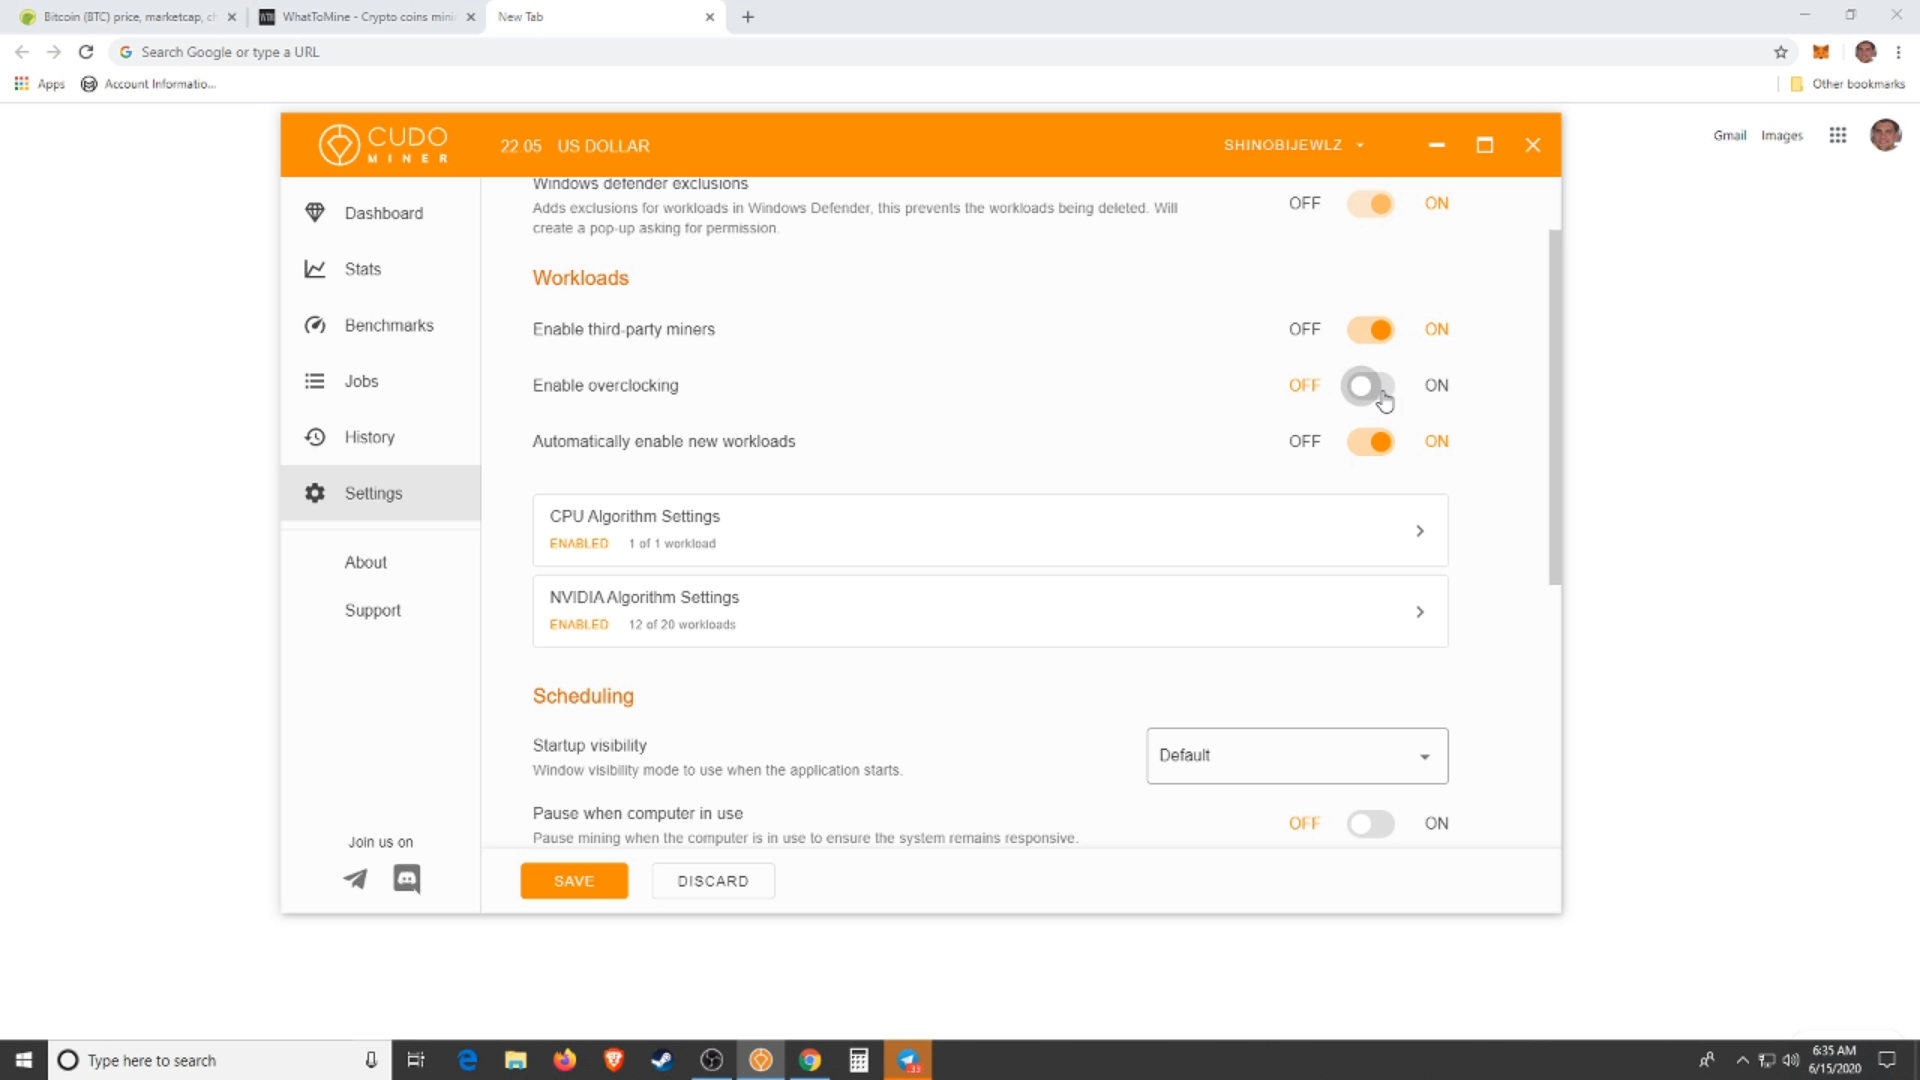 Bitcoin (BTC) price, marketcap, ch
WTM
WhatToMine - Crypto coins mini
New Tab
Search Google or type a URL
Apps
Account Informatio...
Other bookmarks
Gmail
Images
CUDO
MINER
22 05 US DOLLAR
SHINOBIJEWLZ
Dashboard
Stats
Benchmarks
Jobs
History
Settings
About
Support
Join us on
Windows defender exclusions
Adds exclusions for workloads in Windows Defender, this prevents the workloads being deleted. Will
create a pop-up asking for permission.
OFF ON
Workloads
Enable third-party miners
OFF ON
Enable overclocking
OFF ON
Automatically enable new workloads
OFF ON
CPU Algorithm Settings
ENABLED 1 of 1 workload
NVIDIA Algorithm Settings
ENABLED 12 of 20 workloads
Scheduling
Startup visibility
Window visibility mode to use when the application starts.
Default
Pause when computer in use
Pause mining when the computer is in use to ensure the system remains responsive.
OFF ON
SAVE
DISCARD
Type here to search
33
6:35 AM
6/15/2020